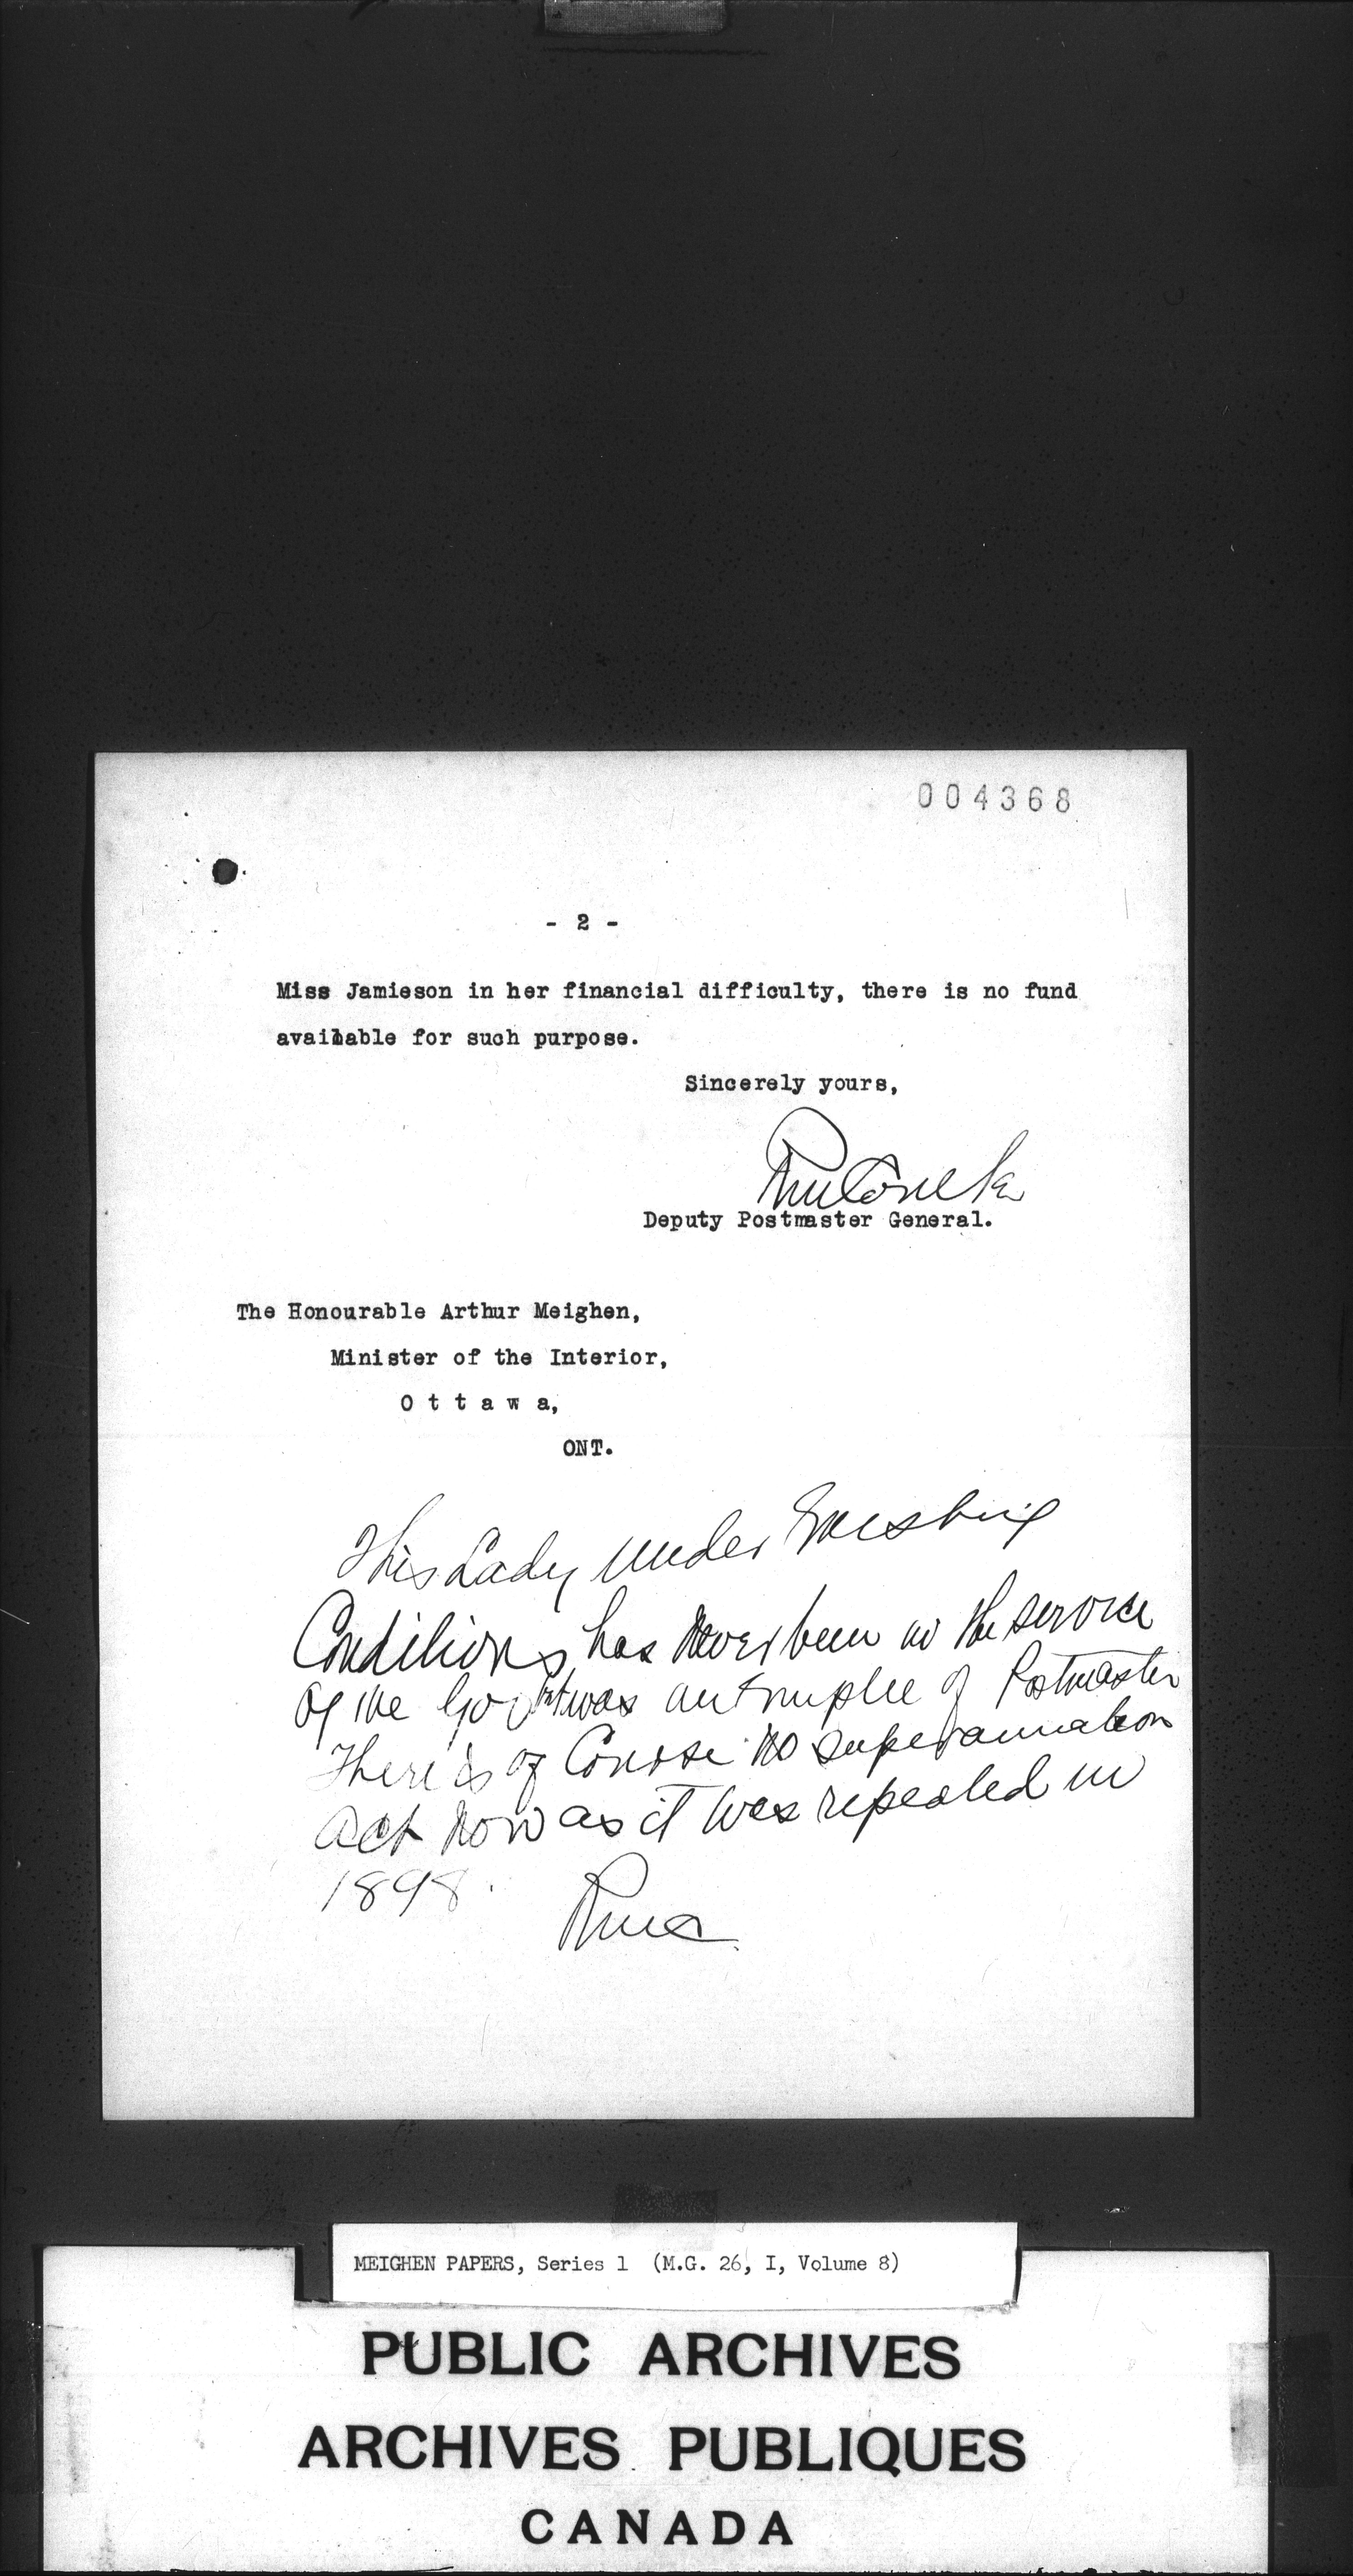 004368
- 2 -
Miss Jamieson in her financial difficulty, there is no fund
available for such purpose.
Sincerely yours,
Deputy Postmaster General.
The Honourable Arthur Meighen,
Minister of the Interior,
O t t a w a,
ONT.
This Lady under Existing
Conditions has never been in the service
of the Govt but was an Employee of Postmaster
There is of Course no superannuation
act now as it was repealed in
1898.
RMC
MEIGHEN PAPERS, Series 1 (M.G. 26, I, Volume 8)
PUBLIC ARCHIVES
ARCHIVES PUBLIQUES
CANADA